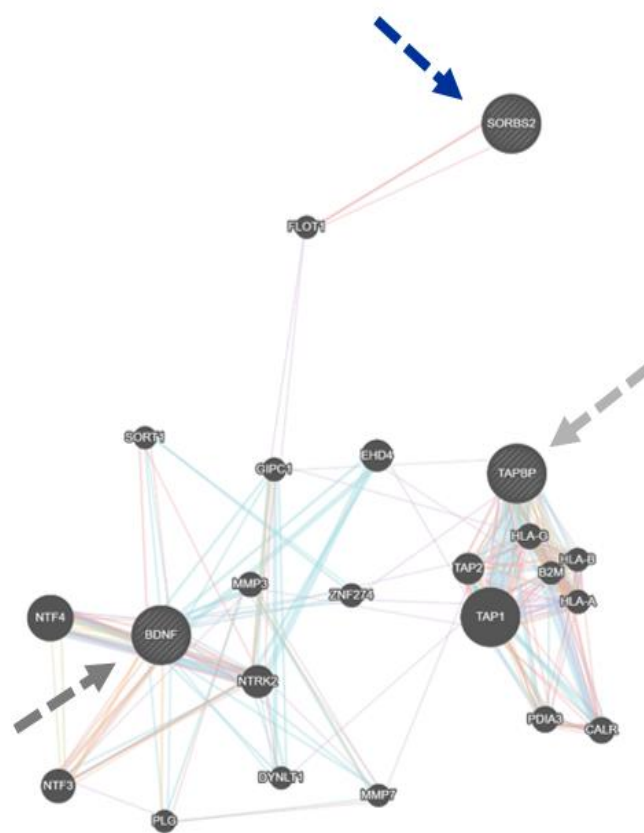 SORBS2
FLOT1
SORT1
GIPC1
EHD4
TAPBP
HLA-G
HLA-B
TAP2
B2M
HLA-A
MMP3
ZNF274
NTF4
BDNF
TAP1
NTRK2
PDIA3
CALR
NTF3
DYNLT1
MMP7
PLG